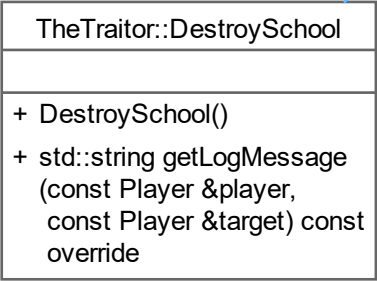 TheTraitor::DestroySchool
+ DestroySchool()
+ std::string getLogMessage
(const Player &player,
const Player &target) const
override